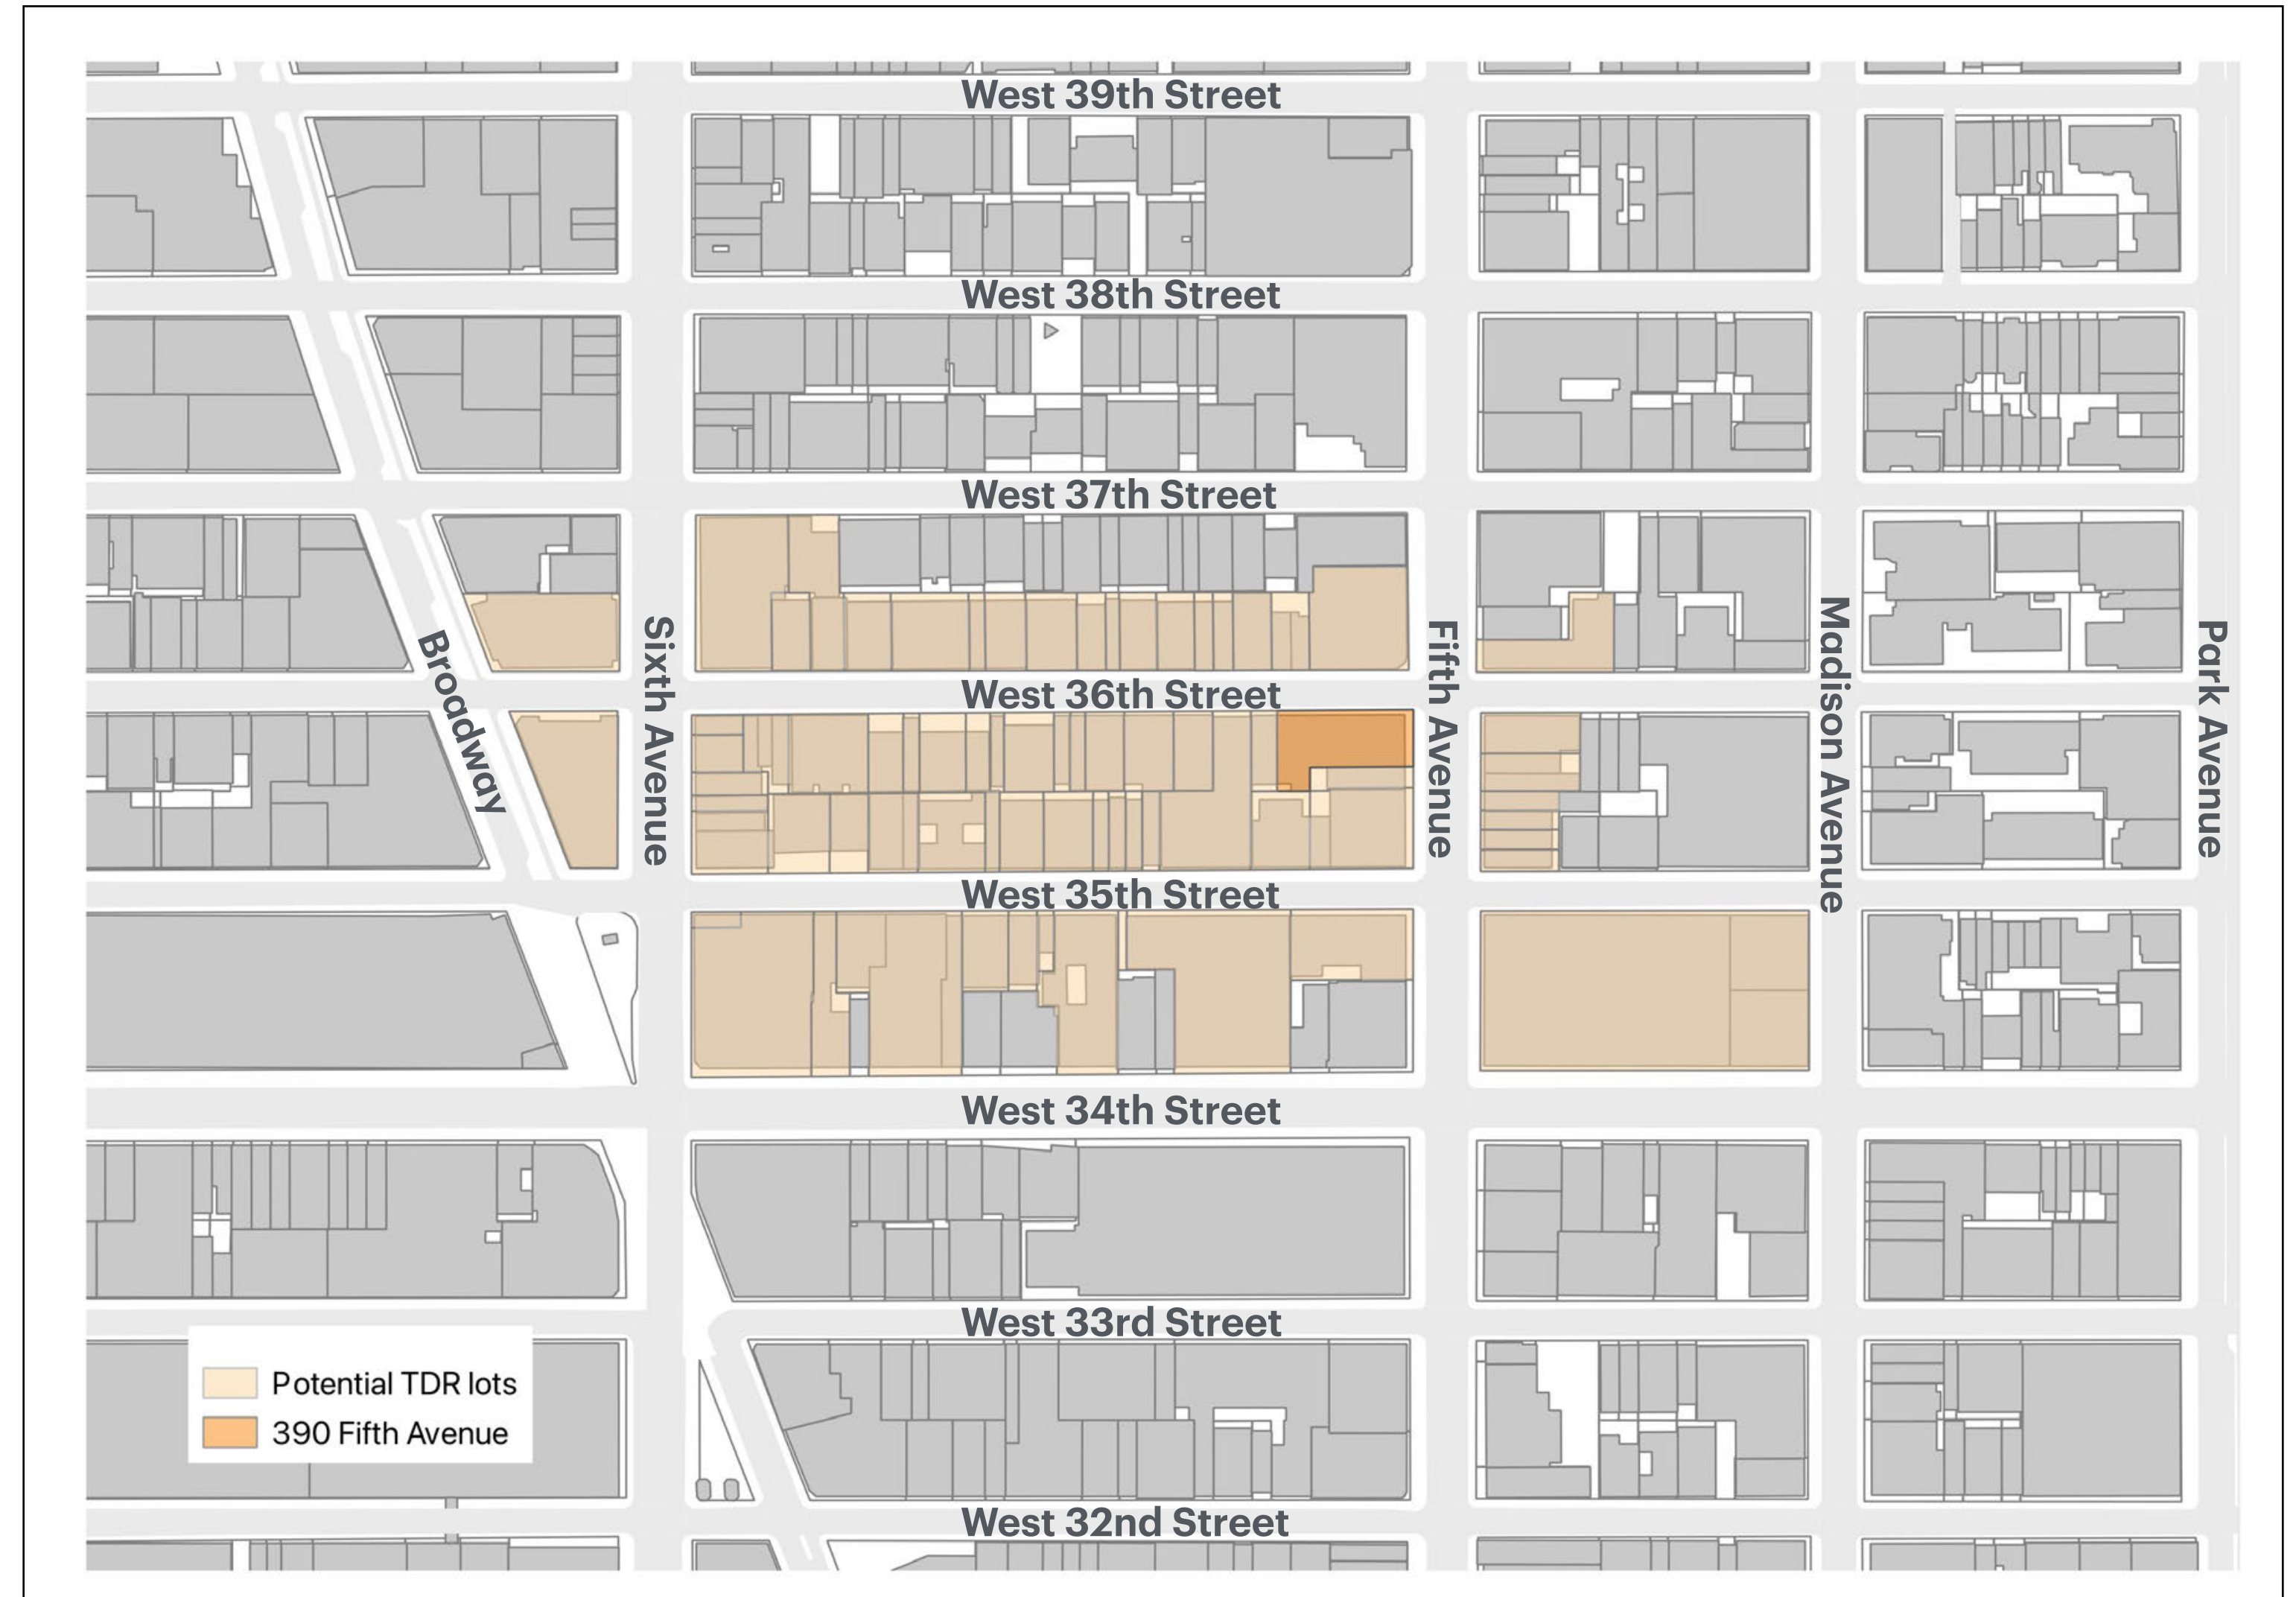 West 39th Street
West 38th Street
West 37th Street
Broadway
Sixth Avenue
West 36th Street
Fifth Avenue
Madison Avenue
Park Avenue
West 35th Street
West 34th Street
West 33rd Street
Potential TDR lots
390 Fifth Avenue
West 32nd Street